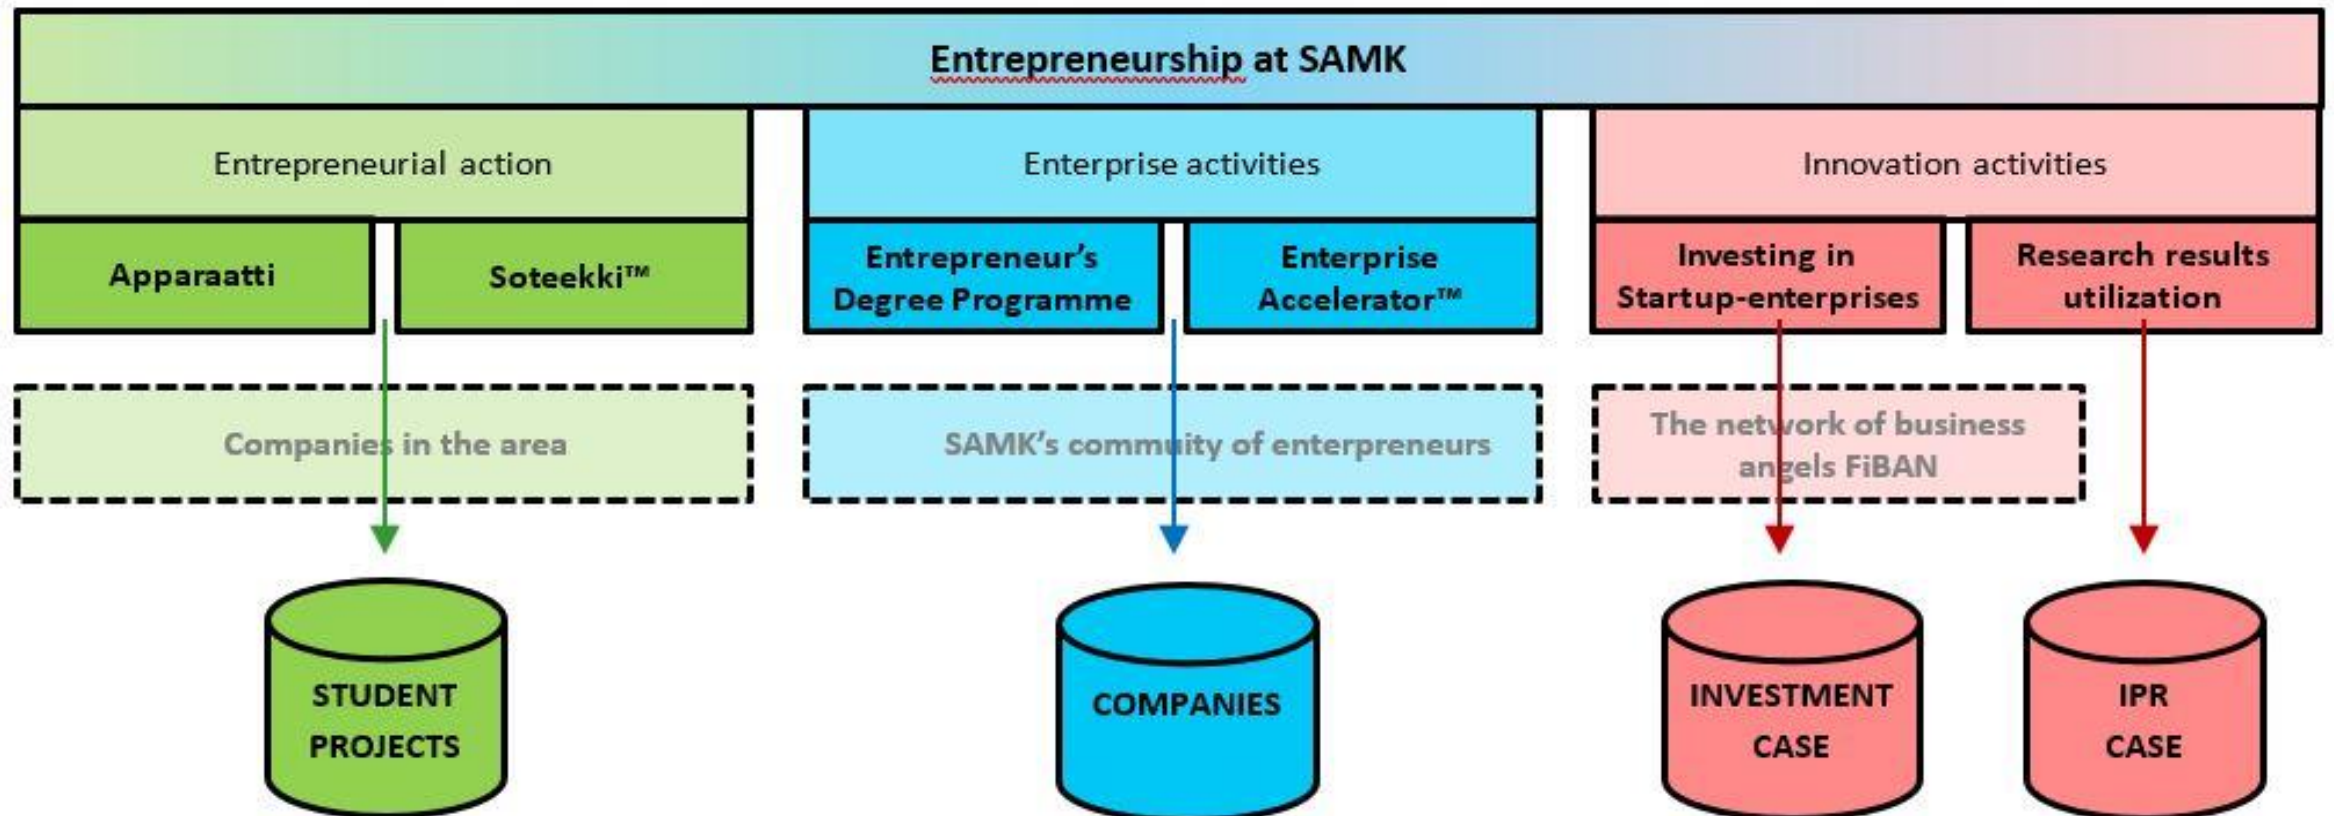 Entrepreneurship at SAMK
Entrepreneurial action
Enterprise activities
Innovation activities
Apparaatti
Soteekki™
Entrepreneur’s
Degree Programme
Enterprise
Accelerator™
Investing in
Startup-enterprises
Research results
utilization
Companies in the area
SAMK’s commuity of enterpreneurs
The network of business
angels FiBAN
STUDENT
PROJECTS
COMPANIES
INVESTMENT
CASE
IPR
CASE